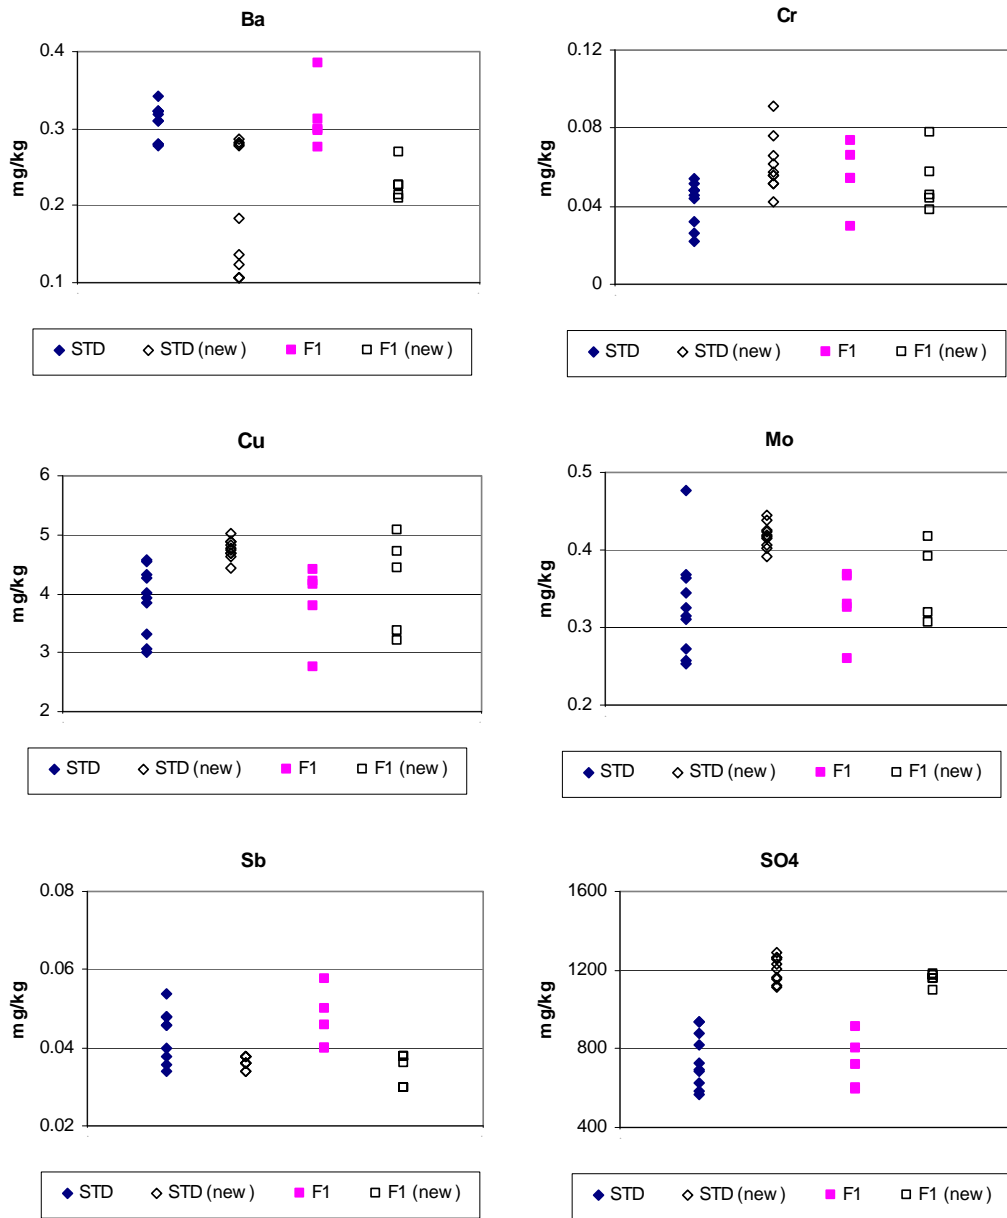 Ba
0.4
0.3
0.2
0.1
mg/kg
STD STD (new) F1 F1 (new)
Cr
0.12
0.08
0.04
0
mg/kg
STD STD (new) F1 F1 (new)
Cu
6
5
4
3
2
mg/kg
STD STD (new) F1 F1 (new)
Mo
0.5
0.4
0.3
0.2
mg/kg
STD STD (new) F1 F1 (new)
Sb
0.08
0.06
0.04
0.02
mg/kg
STD STD (new) F1 F1 (new)
SO4
1600
1200
800
400
mg/kg
STD STD (new) F1 F1 (new)